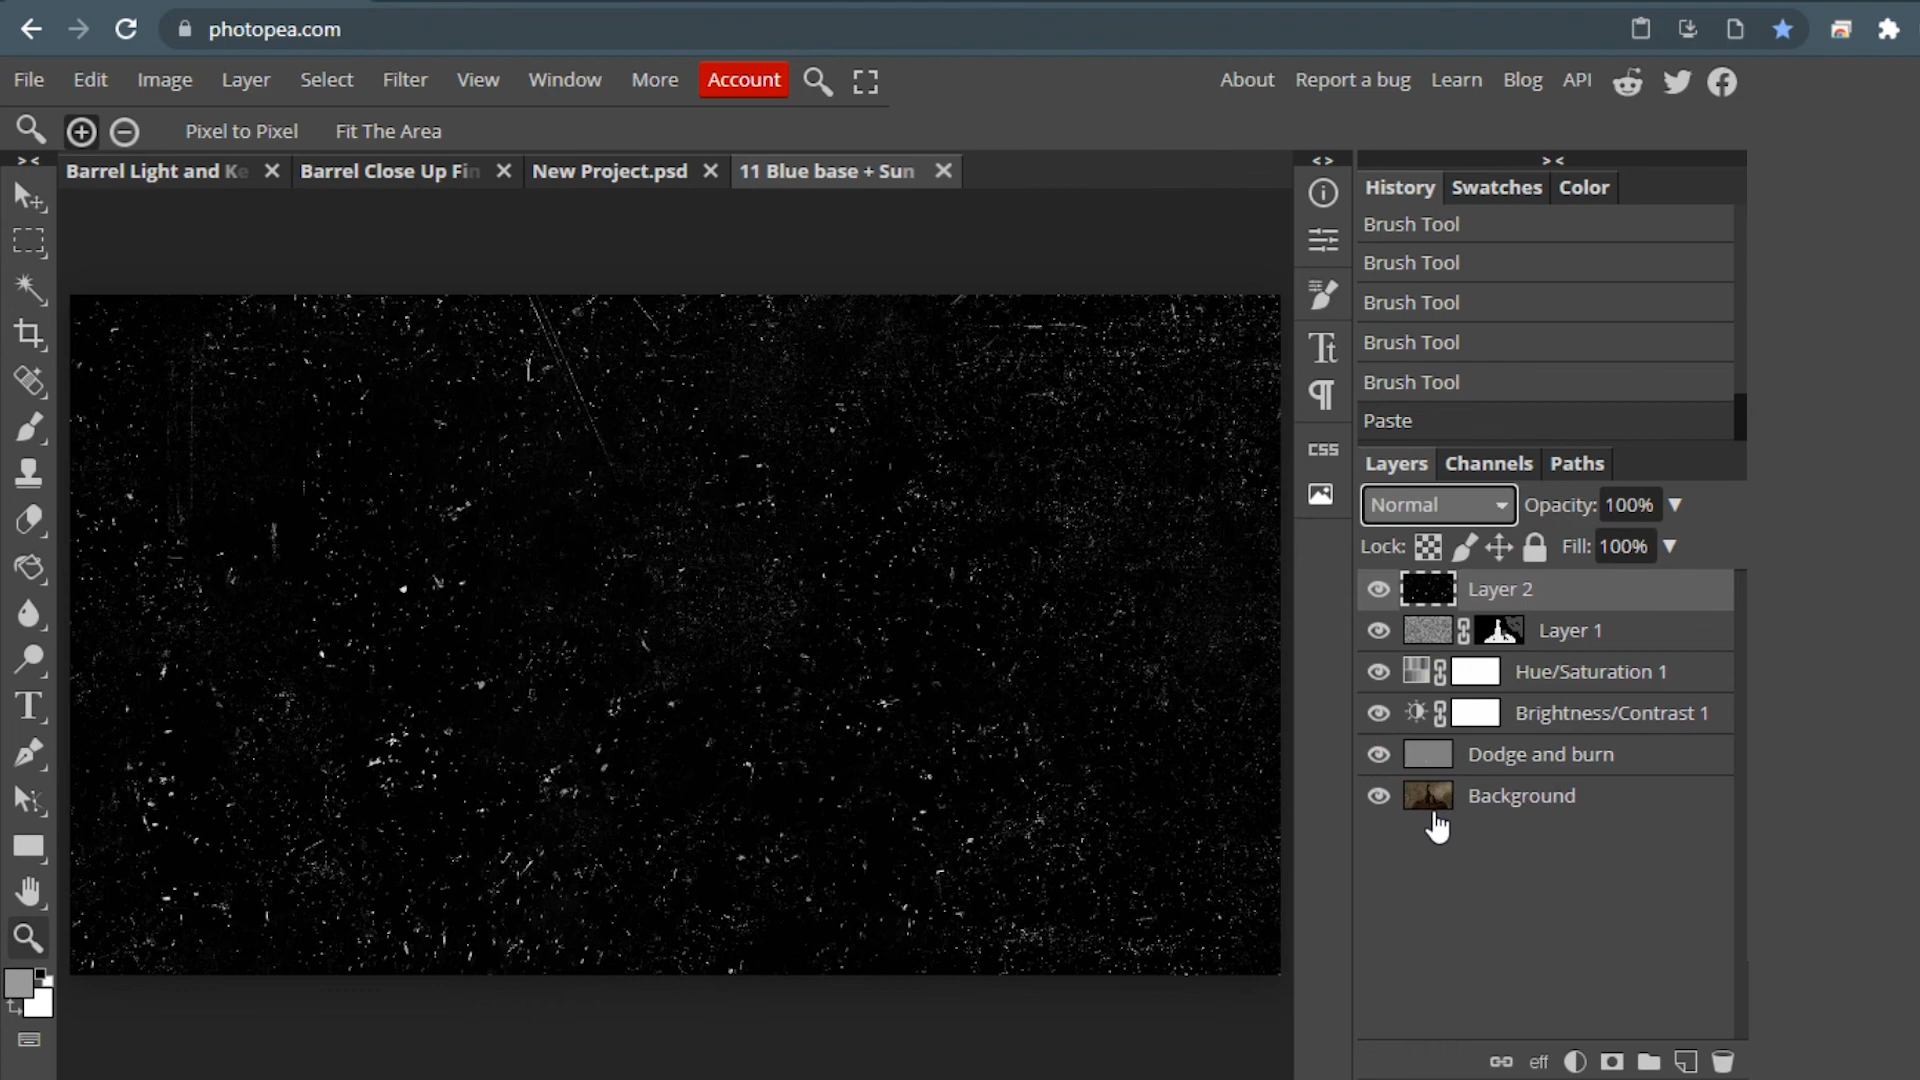 photopea.com
File Edit Image Layer Select Filter View Window More Account About Report a bug Learn Blog API
Pixel to Pixel Fit The Area
Barrel Light and Ke Barrel Close Up Fin New Project.psd 11 Blue base + Sun
> < < > > <
History Swatches Color
Brush Tool
Brush Tool
Brush Tool
Brush Tool
Brush Tool
Paste
CSS
Layers Channels Paths
Normal Opacity: 100%
Lock: Fill: 100%
Layer 2
Layer 1
Hue/Saturation 1
Brightness/Contrast 1
Dodge and burn
Background
eff